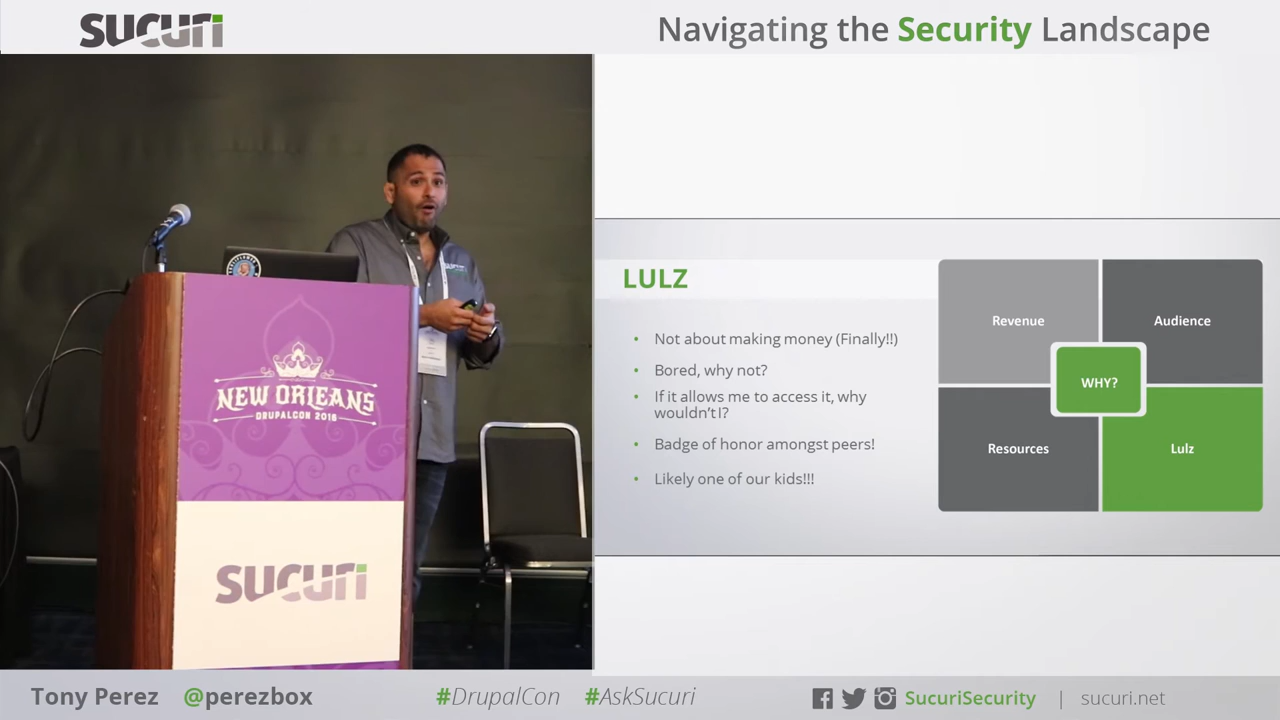 sucuri
Navigating the Security Landscape
NEW ORLEANS
DRUPALCON 2016
sucuri
LULZ
• Not about making money (Finally!!)
• Bored, why not?
• If it allows me to access it, why
wouldn't I?
• Badge of honor amongst peers!
• Likely one of our kids!!!
Revenue
Audience
WHY?
Resources
Lulz
Tony Perez @perezbox #DrupalCon #AskSucuri SucuriSecurity | sucuri.net